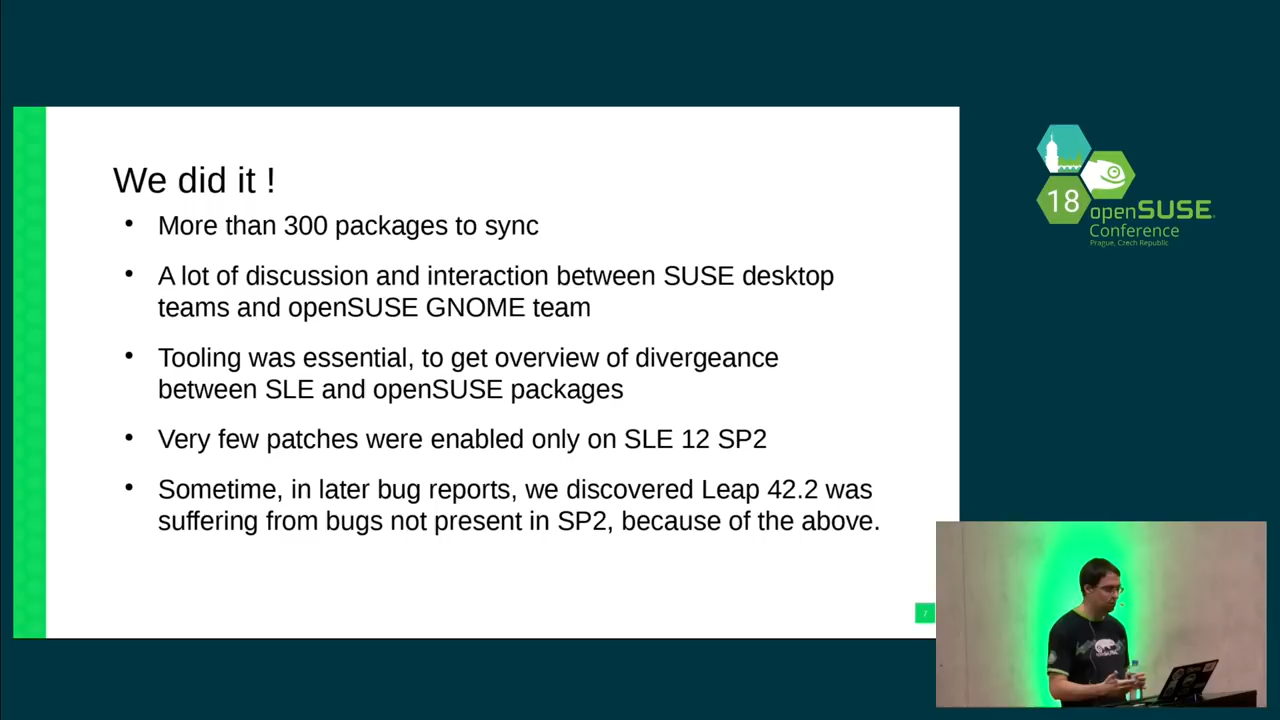 We did it !
• More than 300 packages to sync
• A lot of discussion and interaction between SUSE desktop
teams and openSUSE GNOME team
• Tooling was essential, to get overview of divergeance
between SLE and openSUSE packages
• Very few patches were enabled only on SLE 12 SP2
• Sometime, in later bug reports, we discovered Leap 42.2 was
suffering from bugs not present in SP2, because of the above.
7
18
openSUSE
Conference
Prague, Czech Republic